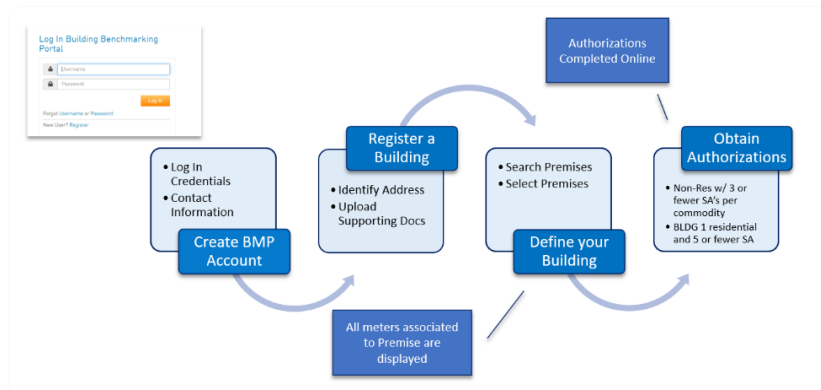 Log In Building Benchmarking
Portal
Username
Password
Log in
Forgot Username or Password
New User? Register
• Log In
Credentials
• Contact
Information
Create BMP
Account
Register a
Building
• Identify Address
• Upload
Supporting Docs
• Search Premises
• Select Premises
Define your
Building
All meters associated
to Premise are
displayed
Authorizations
Completed Online
Obtain
Authorizations
• Non-Res w/ 3 or
fewer SA's per
commodity
• BLDG 1 residential
and 5 or fewer SA